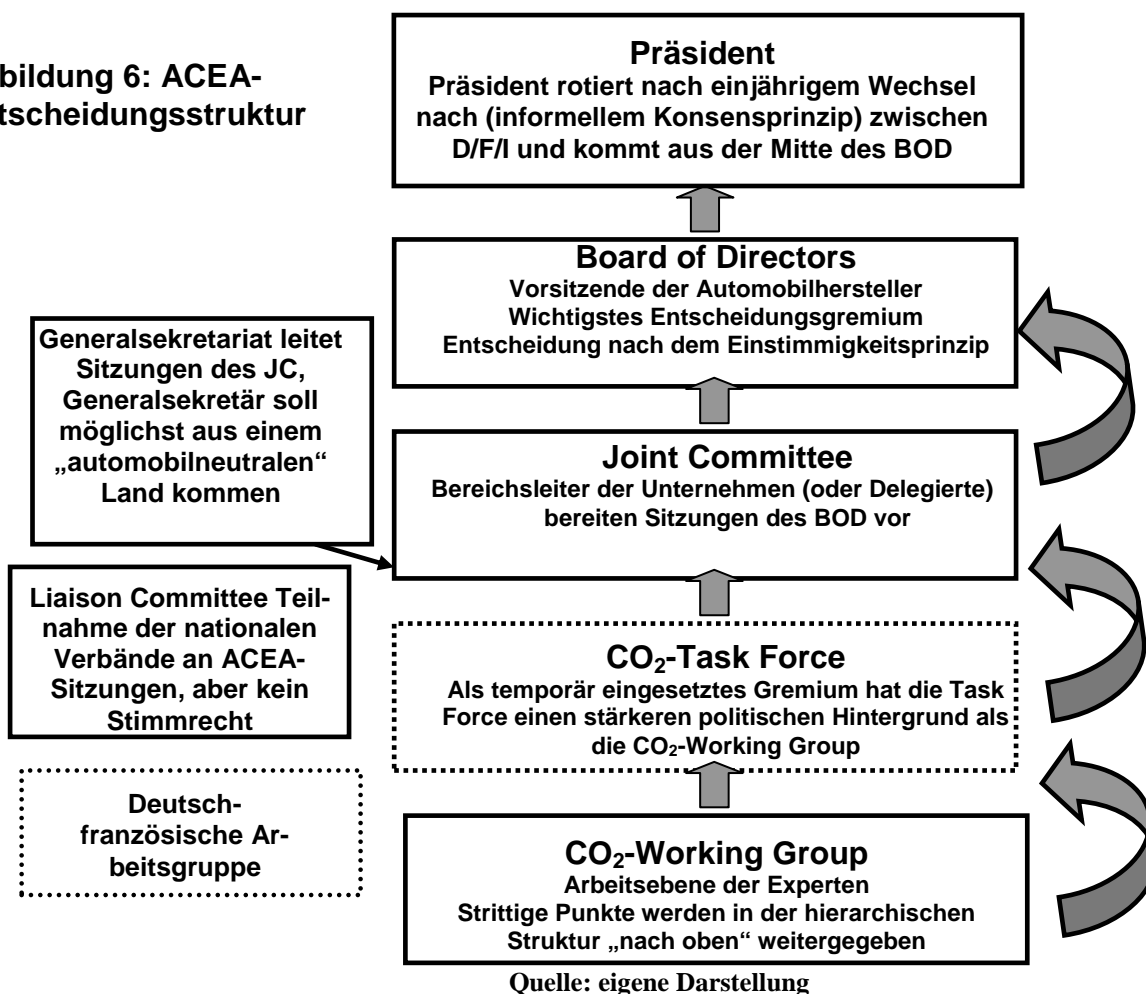 bildung 6: ACEA-
tscheidungsstruktur
Präsident
Präsident rotiert nach einjährigem Wechsel
nach (informellem Konsensprinzip) zwischen
D/F/I und kommt aus der Mitte des BOD
Board of Directors
Vorsitzende der Automobilhersteller
Wichtigstes Entscheidungsgremium
Entscheidung nach dem Einstimmigkeitsprinzip
Generalsekretariat leitet
Sitzungen des JC,
Generalsekretär soll
möglichst aus einem
„automobilneutralen“
Land kommen
Joint Committee
Bereichsleiter der Unternehmen (oder Delegierte)
bereiten Sitzungen des BOD vor
Liaison Committee Teil-
nahme der nationalen
Verbände an ACEA-
Sitzungen, aber kein
Stimmrecht
CO₂-Task Force
Als temporär eingesetztes Gremium hat die Task
Force einen stärkeren politischen Hintergrund als
die CO₂-Working Group
Deutsch-
französische Ar-
beitsgruppe
CO₂-Working Group
Arbeitsebene der Experten
Strittige Punkte werden in der hierarchischen
Struktur „nach oben“ weitergegeben
Quelle: eigene Darstellung